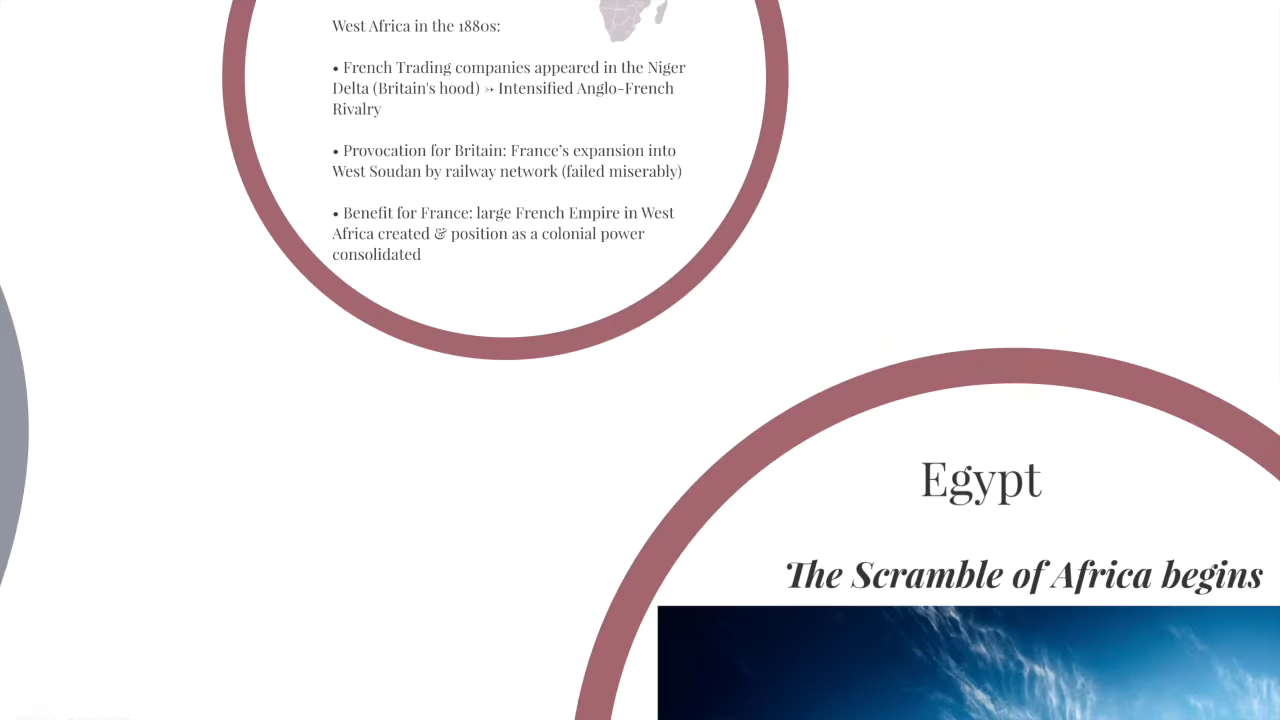 West Africa in the 1880s:
• French Trading companies appeared in the Niger
Delta (Britain's hood) ➳ Intensified Anglo-French
Rivalry
• Provocation for Britain: France’s expansion into
West Soudan by railway network (failed miserably)
• Benefit for France: large French Empire in West
Africa created & position as a colonial power
consolidated
Egypt
The Scramble of Africa begins